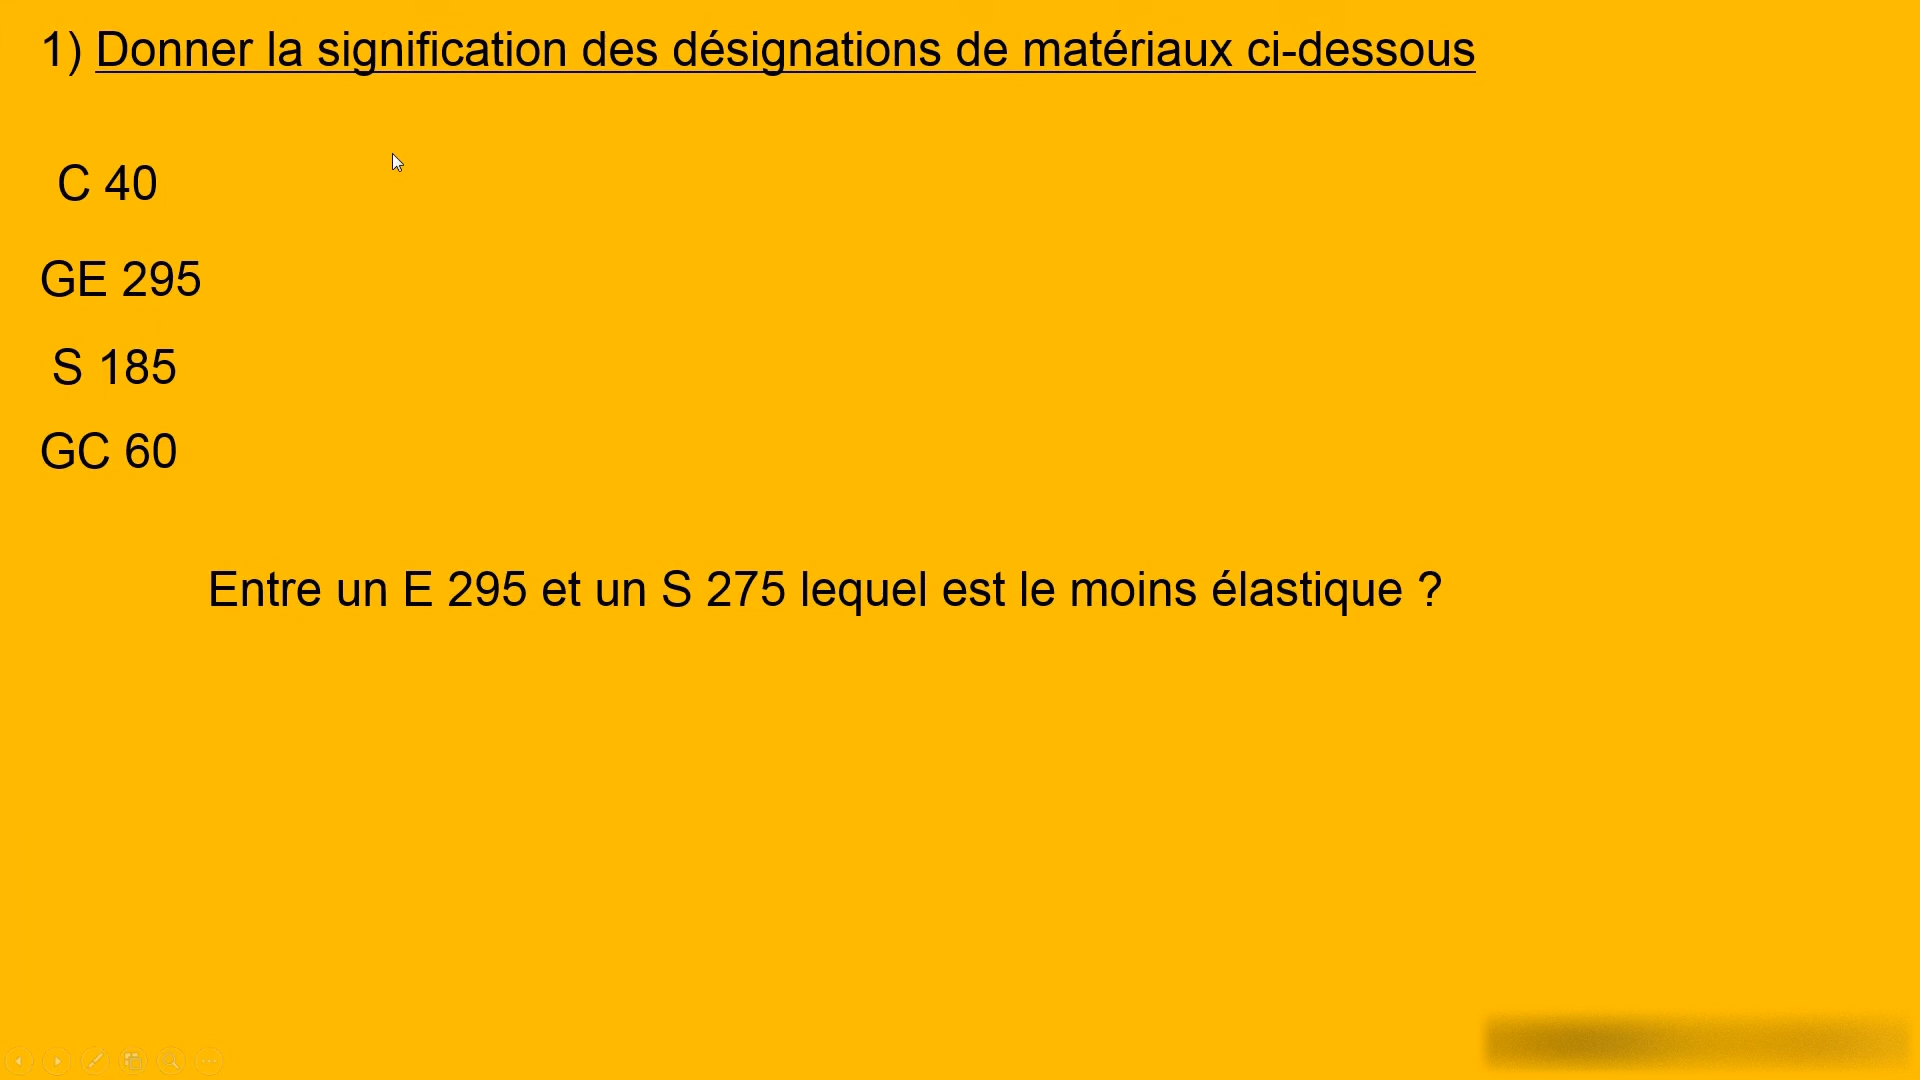 1) Donner la signification des désignations de matériaux ci-dessous
C 40
GE 295
S 185
GC 60
Entre un E 295 et un S 275 lequel est le moins élastique ?